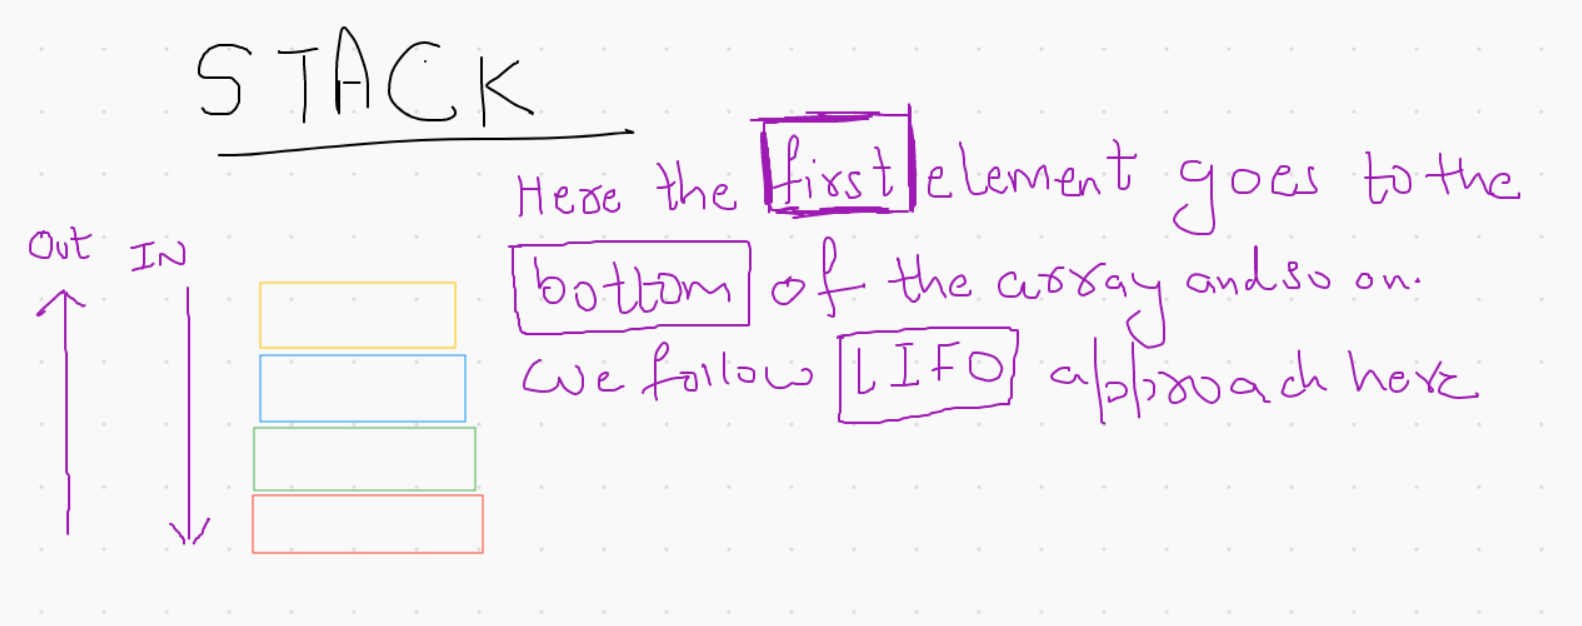 STACK
Here the first element goes to the
Out IN
bottom of the array and so on.
We follow LIFO approach here